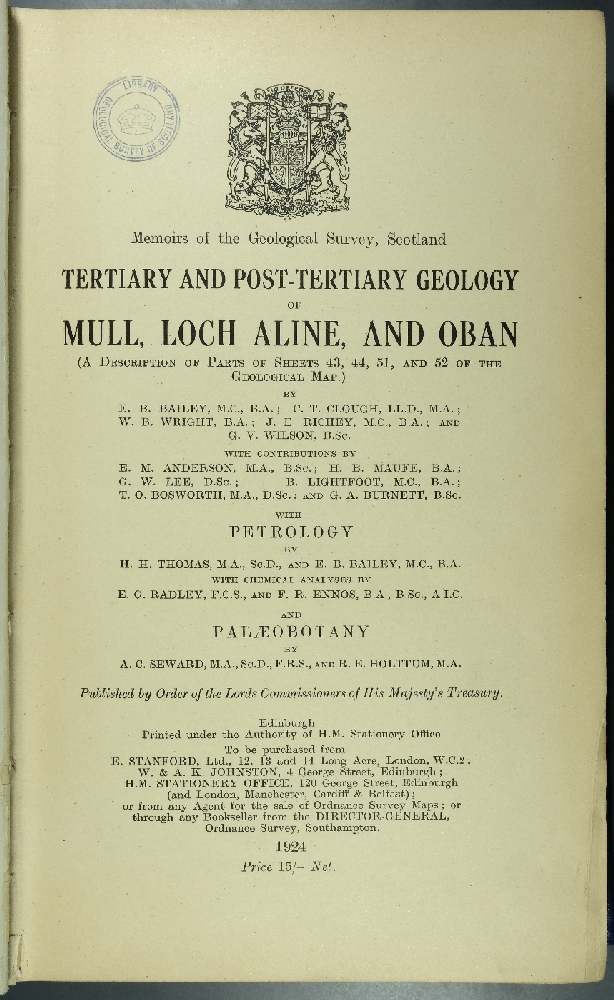 LIBRARY
Memoirs of the Geological Survey, Scotland
TERTIARY AND POST-TERTIARY GEOLOGY
OF
MULL, LOCH ALINE, AND OBAN
(A DESCRIPTION OF PARTS OF SHEETS 43, 44, 51, AND 52 OF THE
GEOLOGICAL MAP.)
BY
E. B. BAILEY, M.C., B.A.; C. T. CLOUGH, LL.D., M.A.;
W. B. WRIGHT, B.A.; J. E. RICHEY, M.C., B.A.; AND
G. V. WILSON, B.Sc.
WITH CONTRIBUTIONS BY
E. M. ANDERSON, M.A., B.Sc.; H. B. MAUFE, B.A.;
G. W. LEE, D.Sc.; B. LIGHTFOOT, M.C., B.A.;
T. O. BOSWORTH, M.A., D.Sc.; AND G. A. BURNETT, B.Sc.
WITH
PETROLOGY
BY
H. H. THOMAS, M.A., Sc.D., AND E. B. BAILEY, M.C., B.A.
WITH CHEMICAL ANALYSES BY
E. G. RADLEY, F.C.S., AND F. R. ENNOS, B.A., B.Sc., A.I.C.
AND
PALÆOBOTANY
BY
A. C. SEWARD, M.A., Sc.D., F.R.S., AND R. E. HOLTTUM, M.A.
Published by Order of the Lords Commissioners of His Majesty's Treasury.
Edinburgh
Printed under the Authority of H.M. Stationery Office
To be purchased from
E. STANFORD, Ltd., 12, 13 and 14 Long Acre, London, W.C.2;
W. & A. K. JOHNSTON, 4 George Street, Edinburgh;
H.M. STATIONERY OFFICE, 120 George Street, Edinburgh
(and London, Manchester, Cardiff & Belfast);
or from any Agent for the sale of Ordnance Survey Maps; or
through any Bookseller from the DIRECTOR-GENERAL,
Ordnance Survey, Southampton.
1924
Price 15/- Net.